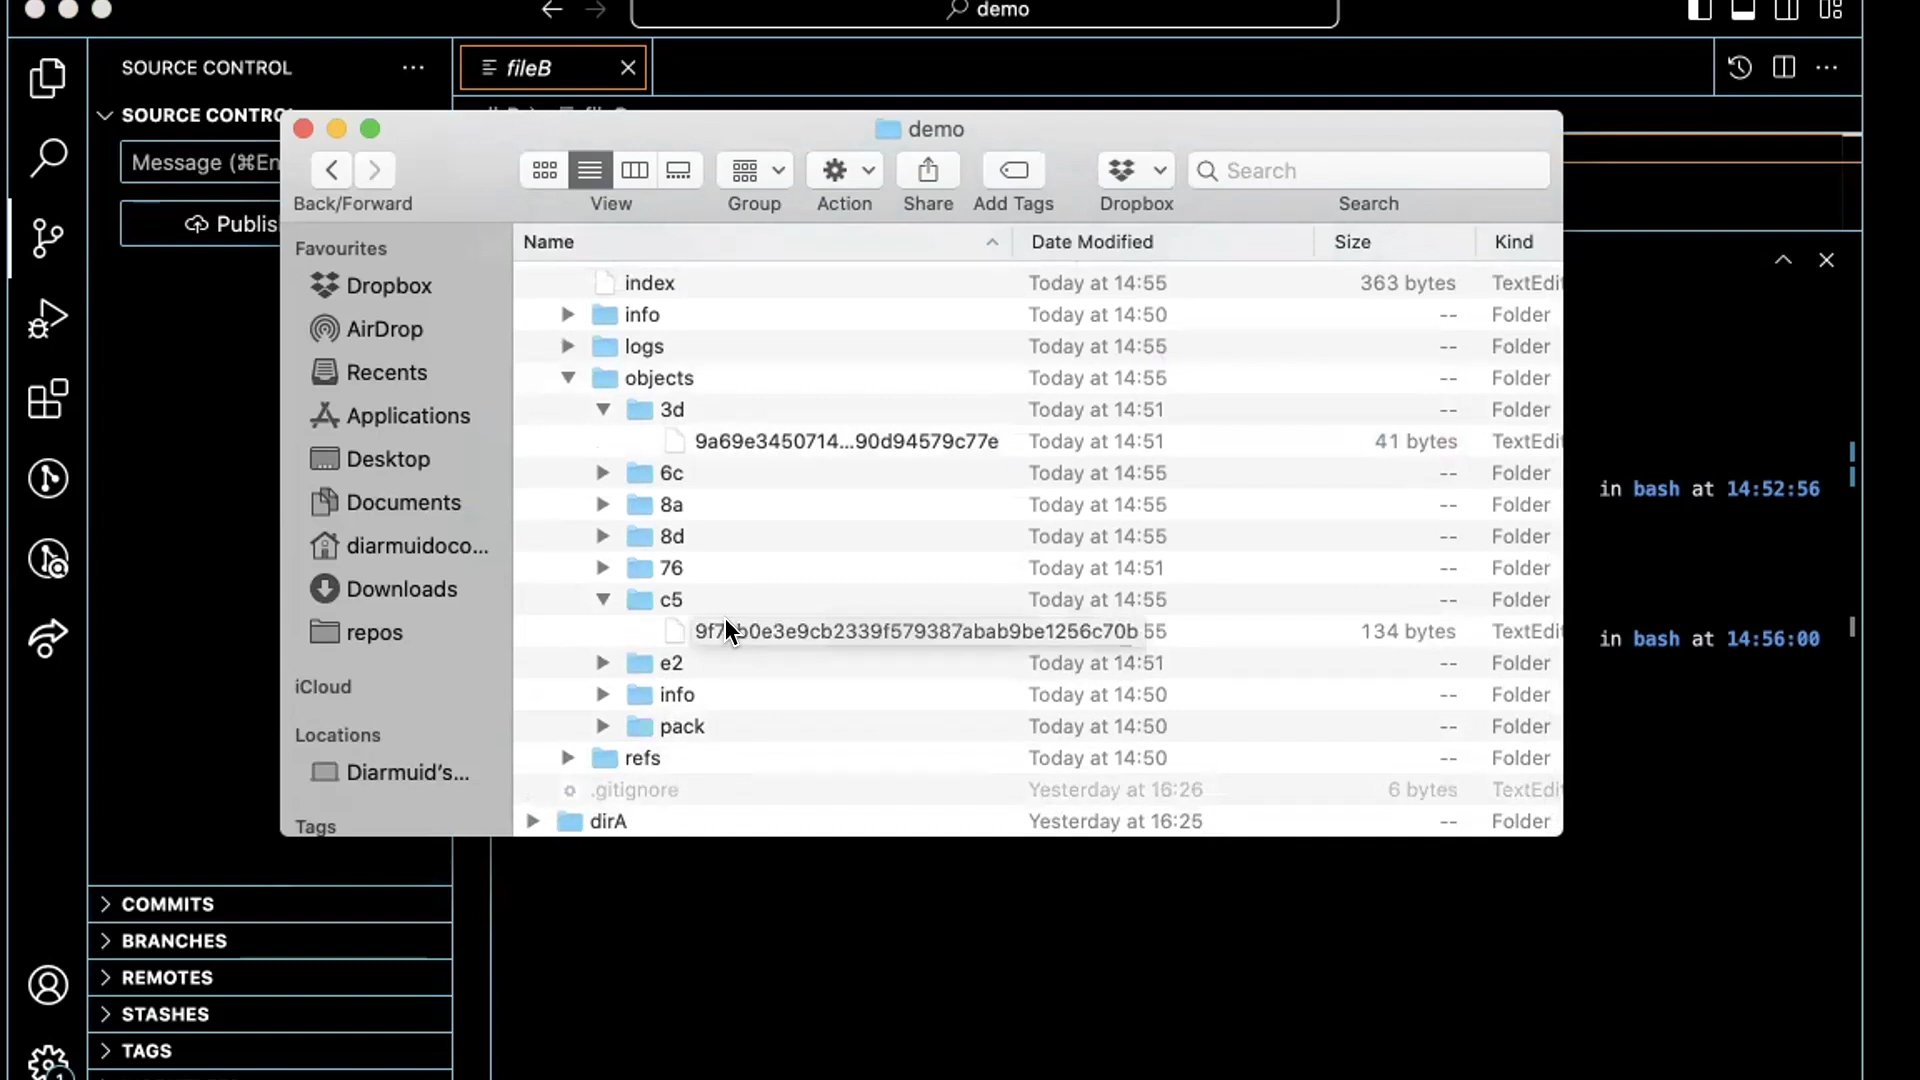 demo
SOURCE CONTROL
fileB
SOURCE CONTRO
demo
Message (⌘En
Search
Publis
Back/Forward
View
Group
Action
Share
Add Tags
Dropbox
Search
Favourites
Dropbox
AirDrop
Recents
Applications
Desktop
Documents
diarmuidoco...
Downloads
repos
iCloud
Locations
Diarmuid's...
Tags
Name Date Modified Size Kind
index Today at 14:55 363 bytes TextEdi
info Today at 14:50 -- Folder
logs Today at 14:55 -- Folder
objects Today at 14:55 -- Folder
3d Today at 14:51 -- Folder
9a69e3450714...90d94579c77e Today at 14:51 41 bytes TextEdi
6c Today at 14:55 -- Folder
8a Today at 14:55 -- Folder
8d Today at 14:55 -- Folder
76 Today at 14:51 -- Folder
c5 Today at 14:55 -- Folder
55 134 bytes TextEdi
e2 Today at 14:51 -- Folder
info Today at 14:50 -- Folder
pack Today at 14:50 -- Folder
refs Today at 14:50 -- Folder
.gitignore Yesterday at 16:26 6 bytes TextEdi
dirA Yesterday at 16:25 -- Folder
in bash at 14:52:56
in bash at 14:56:00
COMMITS
BRANCHES
REMOTES
STASHES
TAGS